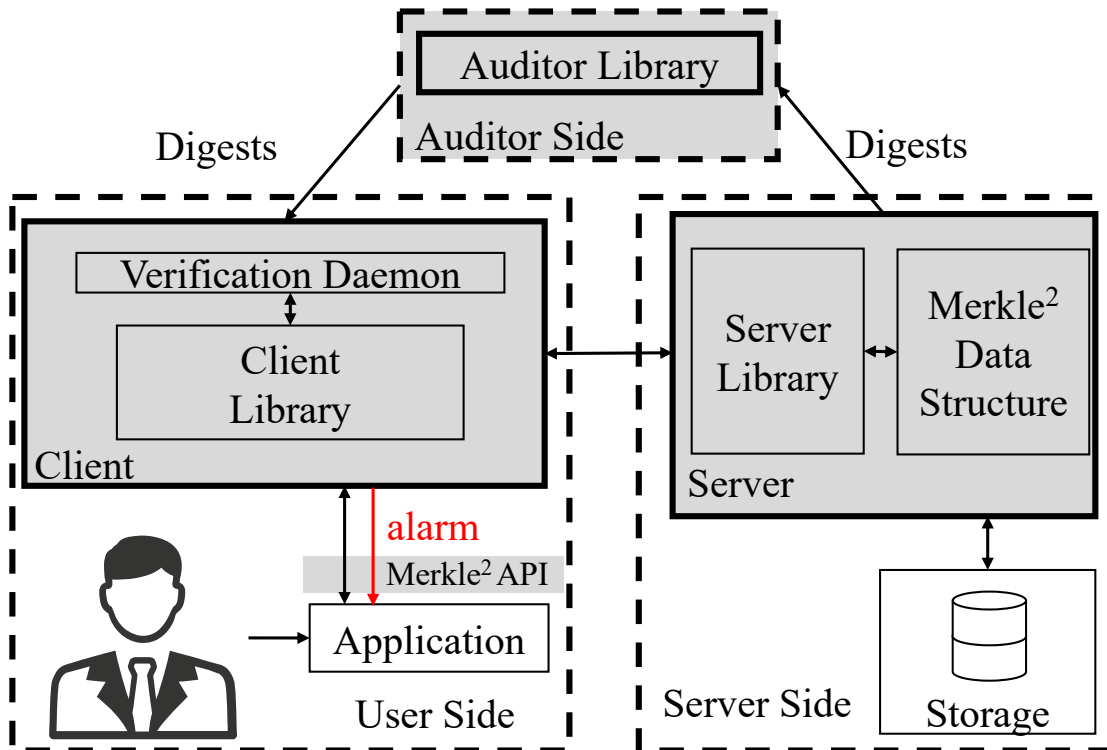 Auditor Library
Auditor Side
Digests
Digests
Verification Daemon
Client
Library
Client
alarm
Merkle² API
Application
User Side
Server
Library
Merkle²
Data
Structure
Server
Storage
Server Side